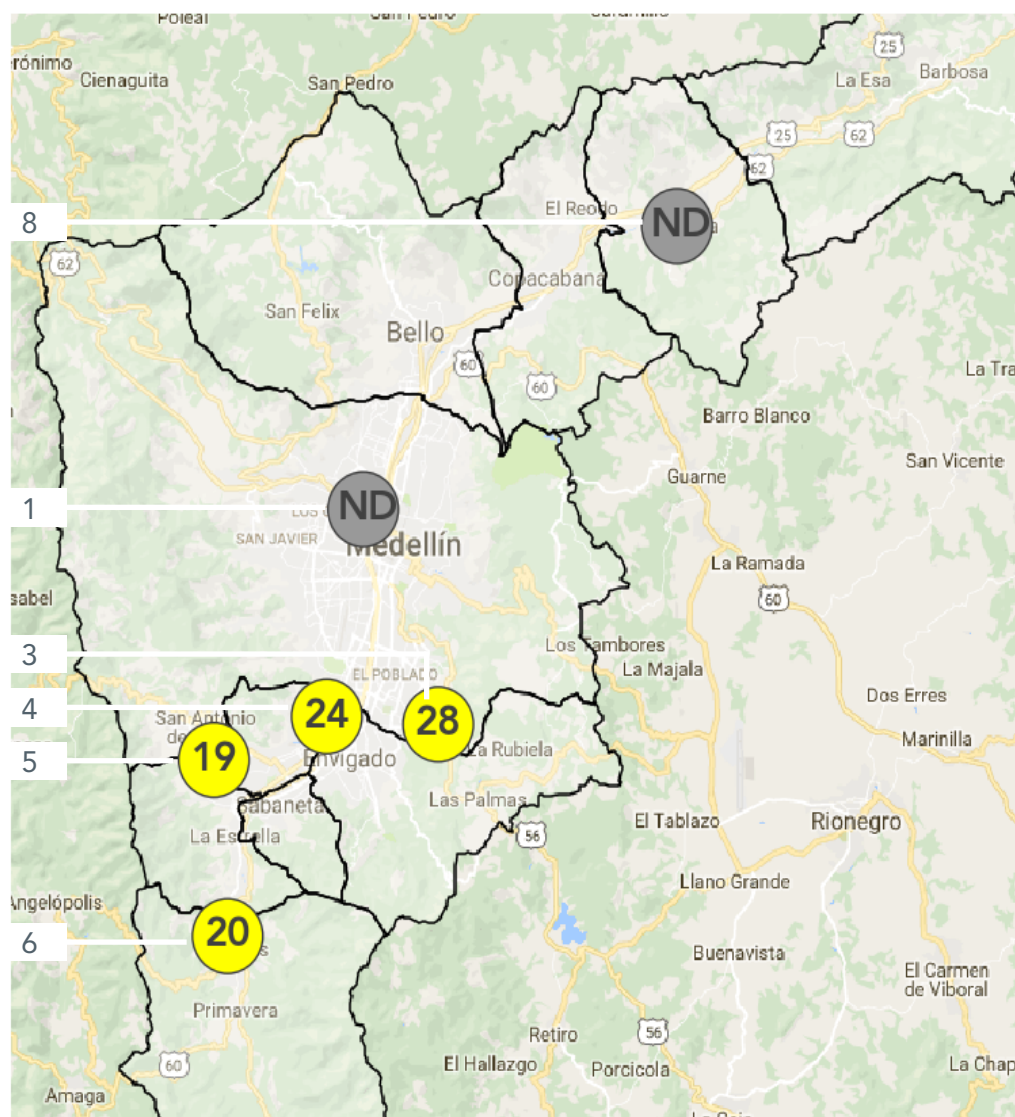 Poleal
San Pedro
erónimo
Cienaguita
San Pedro
25
La Esa
Barbosa
25
62
62
El Reodo
8
ND
62
Copacabana
San Felix
Bello
60
60
La Tra
Barro Blanco
San Vicente
Guarne
1
ND
SAN JAVIER
Medellín
La Ramada
60
sabel
3
Los Tambores
La Majala
EL POBLADO
Dos Erres
4
24
28
San Antonio
de
Marinilla
5
19
Envigado
La Rubiela
Sabaneta
Las Palmas
El Tablazo
Rionegro
La Estrella
56
Llano Grande
Angelópolis
6
20
s
Buenavista
El Carmen
de Viboral
Primavera
Retiro
56
60
El Hallazgo
Porcicola
La Chap
Amaga